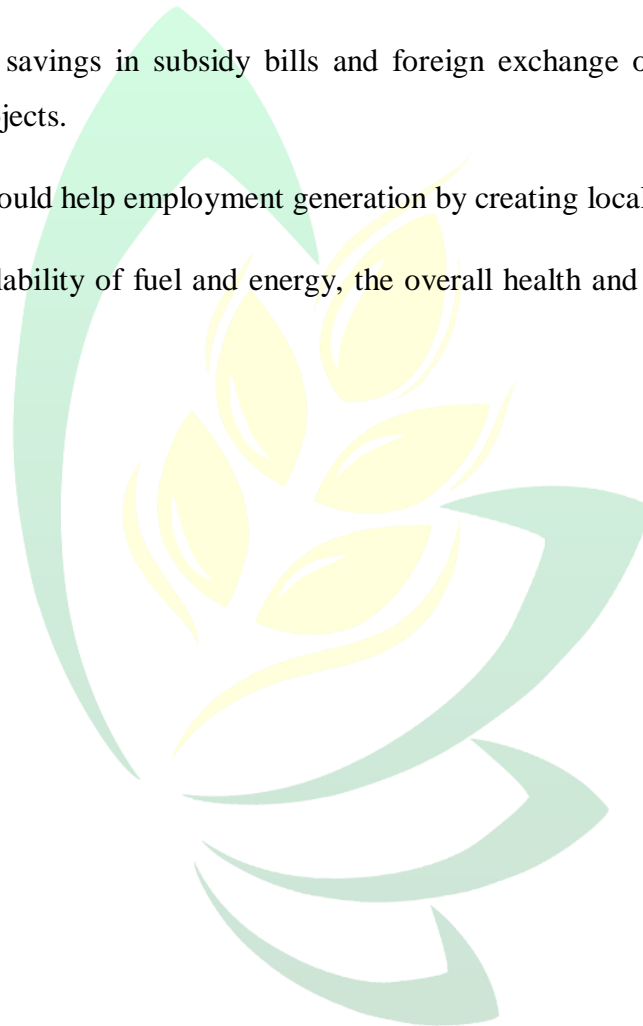 savings in subsidy bills and foreign exchange o
jects.
ould help employment generation by creating local
lability of fuel and energy, the overall health and